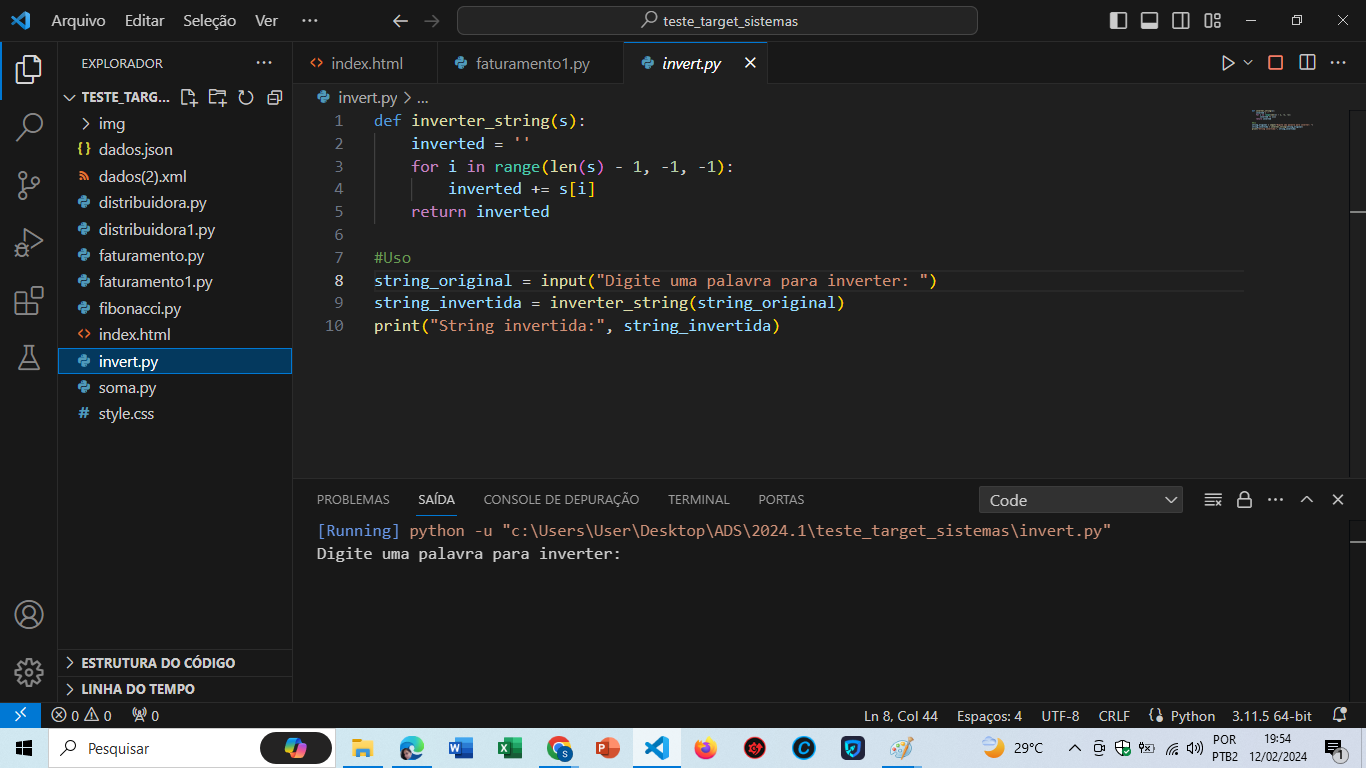 Arquivo Editar Seleção Ver ··· teste_target_sistemas
EXPLORADOR ···
TESTE_TARG...
img
dados.json
dados(2).xml
distribuidora.py
distribuidora1.py
faturamento.py
faturamento1.py
fibonacci.py
index.html
invert.py
soma.py
style.css
ESTRUTURA DO CÓDIGO
LINHA DO TEMPO
index.html faturamento1.py invert.py
invert.py > ...
1 def inverter_string(s):
2 inverted = ''
3 for i in range(len(s) - 1, -1, -1):
4 inverted += s[i]
5 return inverted
6
7 #Uso
8 string_original = input("Digite uma palavra para inverter: ")
9 string_invertida = inverter_string(string_original)
10 print("String invertida:", string_invertida)
PROBLEMAS SAÍDA CONSOLE DE DEPURAÇÃO TERMINAL PORTAS Code
[Running] python -u "c:\Users\User\Desktop\ADS\2024.1\teste_target_sistemas\invert.py"
Digite uma palavra para inverter:
0 0 0 Ln 8, Col 44 Espaços: 4 UTF-8 CRLF Python 3.11.5 64-bit
Pesquisar 29°C POR 19:54
PTB2 12/02/2024 1